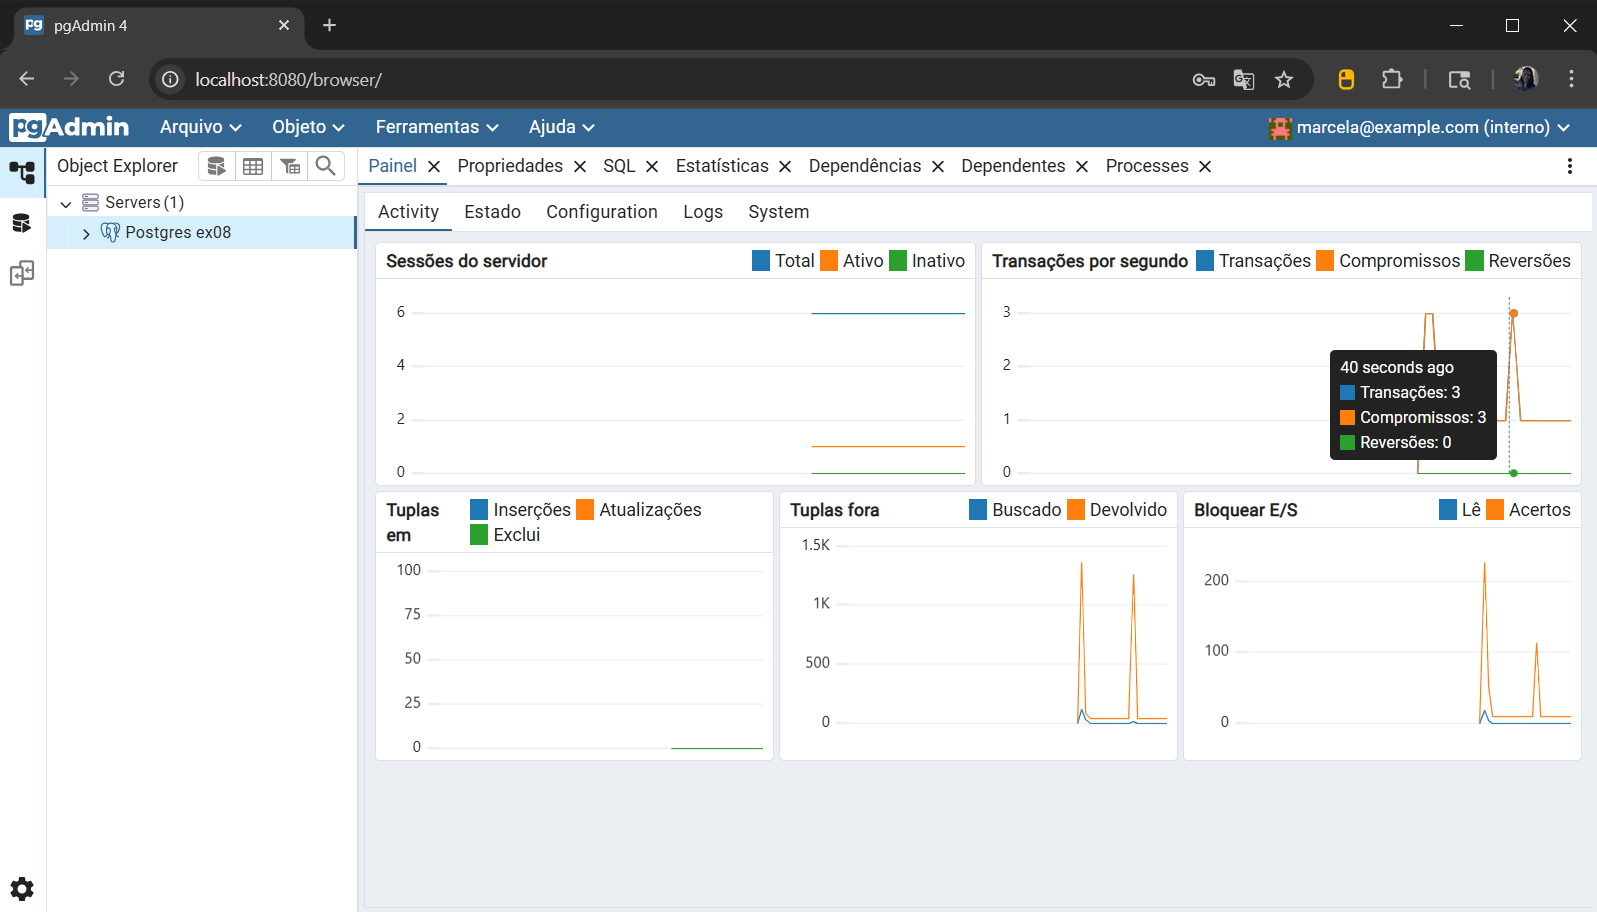 pgAdmin 4
localhost:8080/browser/
pgAdmin Arquivo Objeto Ferramentas Ajuda marcela@example.com (interno)
Object Explorer
Servers (1)
Postgres ex08
Painel Propriedades SQL Estatísticas Dependências Dependentes Processes
Activity Estado Configuration Logs System
Sessões do servidor Total Ativo Inativo
6
4
2
0
Transações por segundo Transações Compromissos Reversões
3
2
1
0
40 seconds ago
Transações: 3
Compromissos: 3
Reversões: 0
Tuplas em Inserções Atualizações
Exclui
100
75
50
25
0
Tuplas fora Buscado Devolvido
1.5K
1K
500
0
Bloquear E/S Lê Acertos
200
100
0